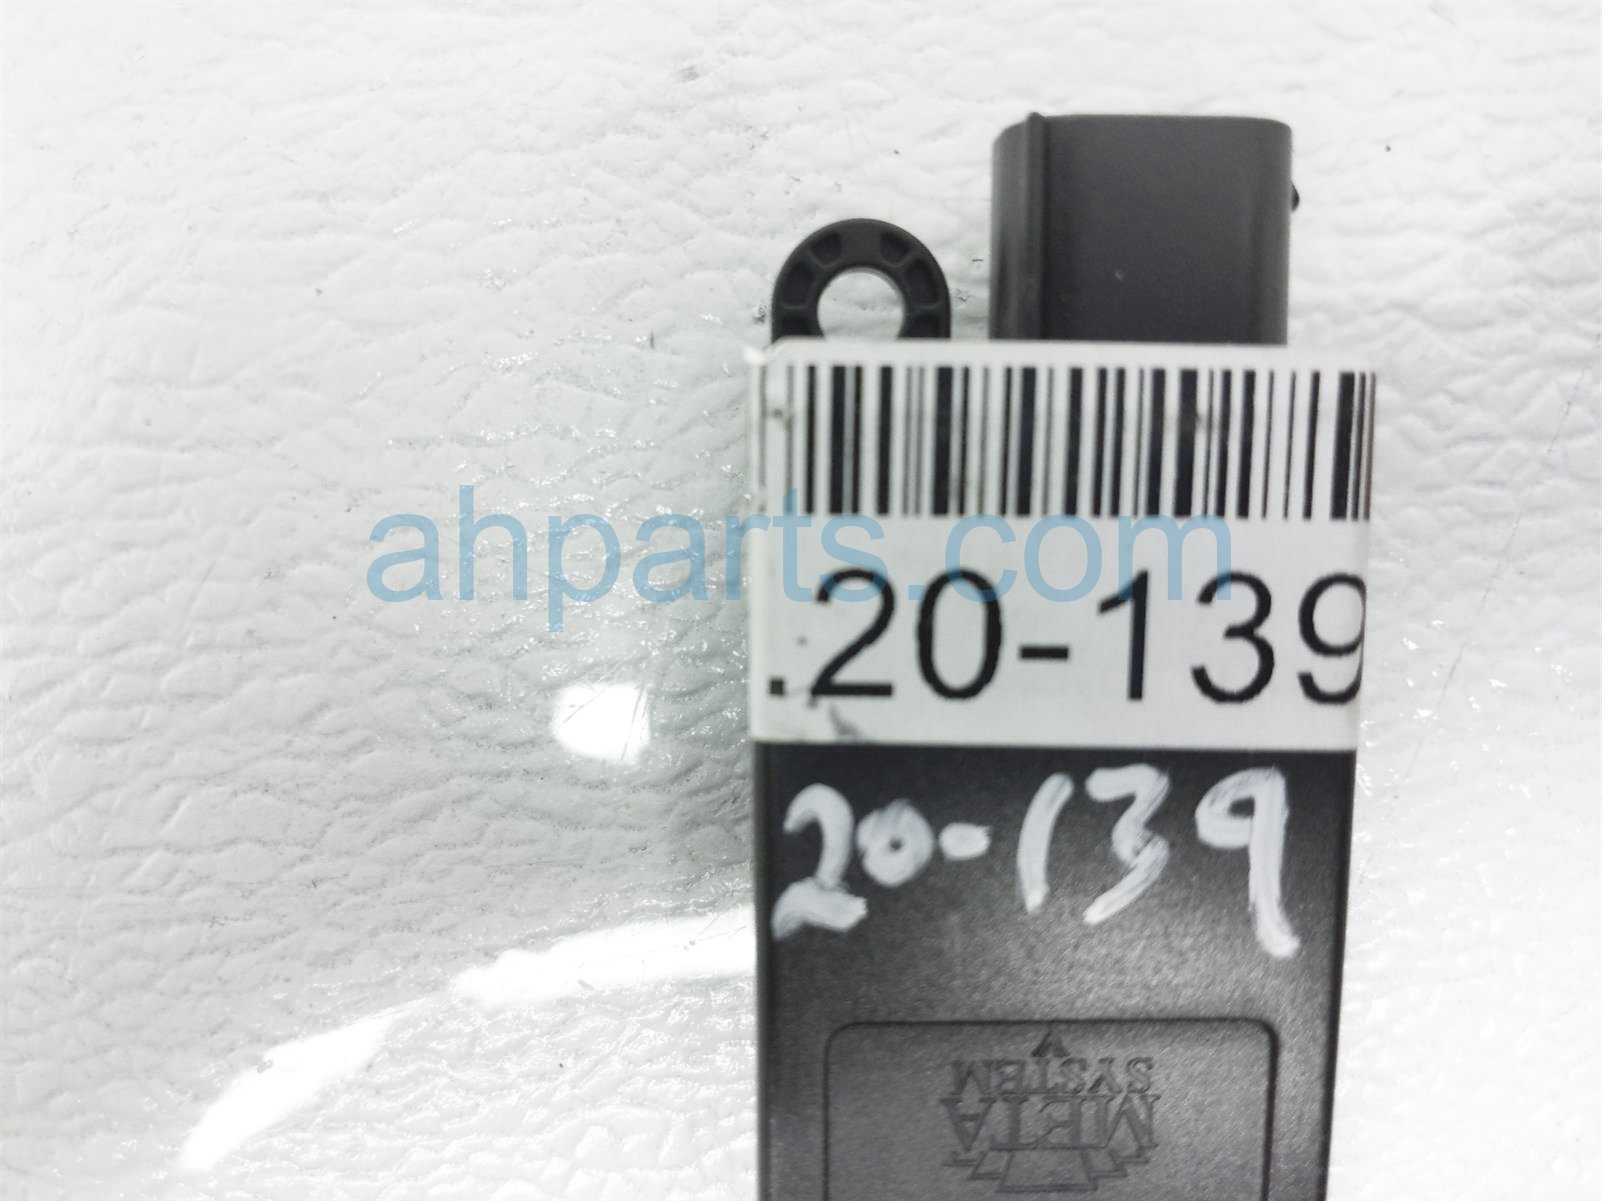 ahparts.com
.20-139
20-139
META
SYSTEM